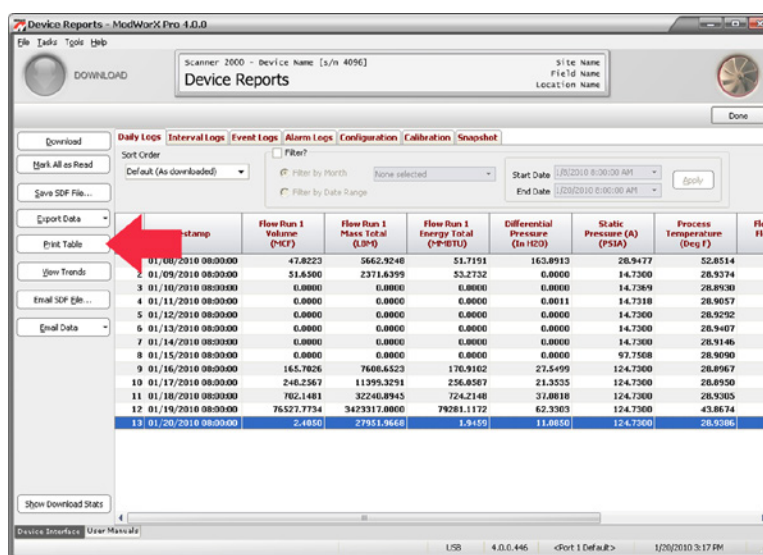 Device Reports - ModWorX Pro 4.0.0
File Tasks Tools Help
DOWNLOAD
Scanner 2000 - Device Name [s/n 4096]
Device Reports
Site Name
Field Name
Location Name
Done
Download
Mark All as Read
Save SDF File...
Export Data
Print Table
View Trends
Email SDF File...
Email Data
Show Download Stats
Daily Logs Interval Logs Event Logs Alarm Logs Configuration Calibration Snapshot
Sort Order
Default (As downloaded)
Filter?
Filter by Month None selected
Filter by Date Range
Start Date 1/8/2010 8:00:00 AM
End Date 1/20/2010 8:00:00 AM
Apply
Flow Run 1 Volume (MCF)
Flow Run 1 Mass Total (LBM)
Flow Run 1 Energy Total (MMBTU)
Differential Pressure (In H2O)
Static Pressure (A) (PSIA)
Process Temperature (Deg F)
01/08/2010 08:00:00 47.8223 5662.9248 51.7191 163.8913 28.9477 52.8514
2 01/09/2010 08:00:00 51.6500 2371.6399 53.2732 0.0000 14.7300 28.9374
3 01/10/2010 08:00:00 0.0000 0.0000 0.0000 0.0000 14.7369 28.8930
4 01/11/2010 08:00:00 0.0000 0.0000 0.0000 0.0011 14.7318 28.9057
5 01/12/2010 08:00:00 0.0000 0.0000 0.0000 0.0000 14.7300 28.9292
6 01/13/2010 08:00:00 0.0000 0.0000 0.0000 0.0000 14.7300 28.9407
7 01/14/2010 08:00:00 0.0000 0.0000 0.0000 0.0000 14.7300 28.9146
8 01/15/2010 08:00:00 0.0000 0.0000 0.0000 0.0000 97.7508 28.9090
9 01/16/2010 08:00:00 165.7026 7608.6523 170.9102 27.5499 124.7300 28.8967
10 01/17/2010 08:00:00 248.2567 11399.3291 256.0587 21.3535 124.7300 28.8950
11 01/18/2010 08:00:00 702.1481 32240.8945 724.2148 37.0818 124.7300 28.9305
12 01/19/2010 08:00:00 76527.7734 3423317.0000 79281.1172 62.3303 124.7300 43.8674
13 01/20/2010 08:00:00 2.4050 27951.9668 1.9459 11.0850 124.7300 28.9386
Device Interface User Manuals
USB 4.0.0.446 <Port 1 Default> 1/20/2010 3:17 PM